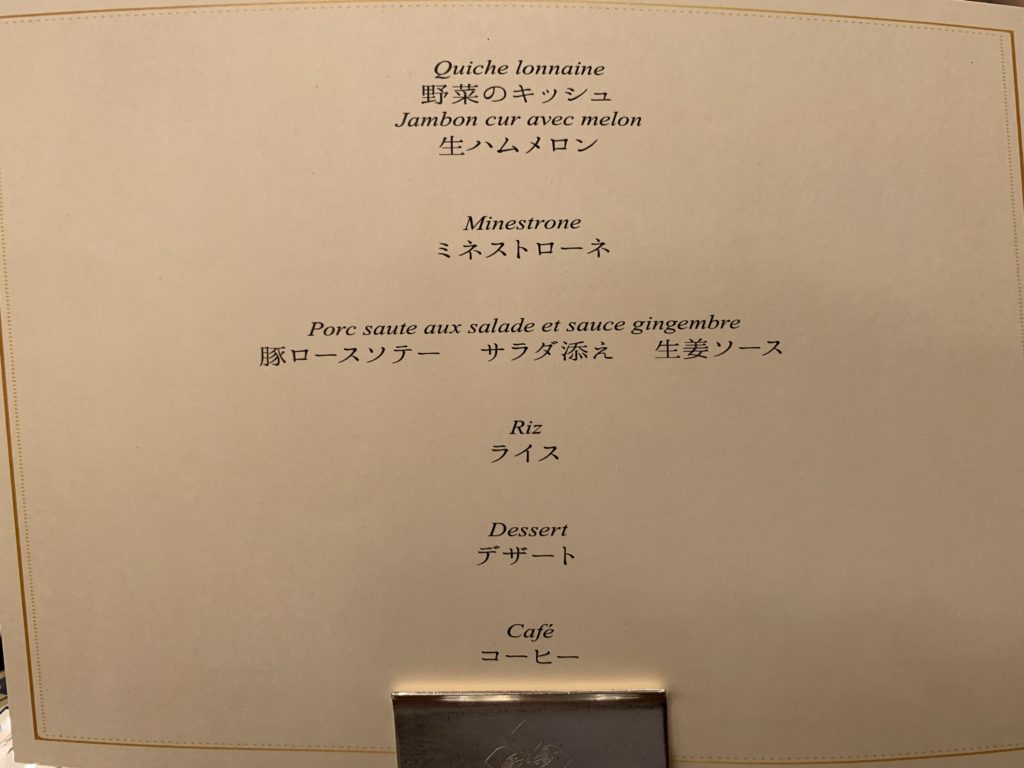 Quiche lonnaine
野菜のキッシュ
Jambon cur avec melon
生ハムメロン
Minestrone
ミネストローネ
Porc saute aux salade et sauce gingembre
豚ロースソテー サラダ添え 生姜ソース
Riz
ライス
Dessert
デザート
Café
コーヒー